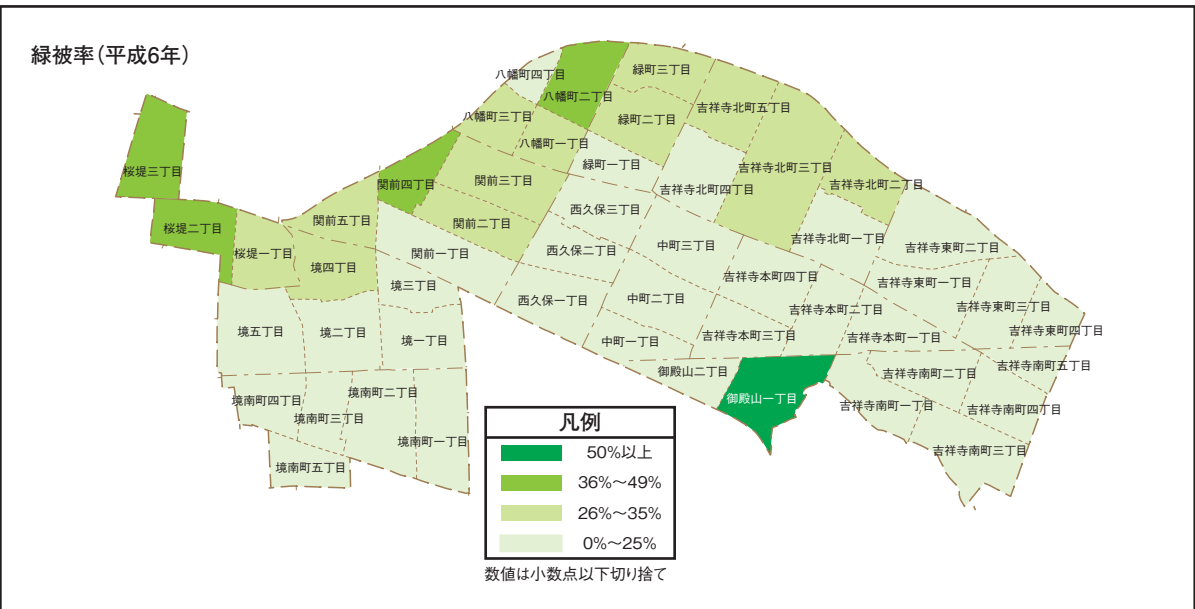 緑被率(平成6年)
八幡町四丁目
緑町三丁目
八幡町二丁目
吉祥寺北町五丁目
八幡町三丁目
緑町二丁目
八幡町一丁目
緑町一丁目
吉祥寺北町三丁目
桜堤三丁目
関前四丁目
関前三丁目
吉祥寺北町四丁目
吉祥寺北町二丁目
西久保三丁目
関前五丁目
関前二丁目
桜堤二丁目
吉祥寺北町一丁目
中町三丁目
吉祥寺東町二丁目
桜堤一丁目
関前一丁目
西久保二丁目
境四丁目
吉祥寺本町四丁目
吉祥寺東町一丁目
境三丁目
西久保一丁目
中町二丁目
吉祥寺本町二丁目
吉祥寺東町三丁目
境五丁目
境二丁目
境一丁目
中町一丁目
吉祥寺本町三丁目
吉祥寺本町一丁目
吉祥寺東町四丁目
御殿山二丁目
吉祥寺南町二丁目
吉祥寺南町五丁目
境南町四丁目
境南町二丁目
御殿山一丁目
吉祥寺南町一丁目
吉祥寺南町四丁目
境南町三丁目
境南町一丁目
吉祥寺南町三丁目
境南町五丁目
凡例
50%以上
36%～49%
26%～35%
0%～25%
数値は小数点以下切り捨て